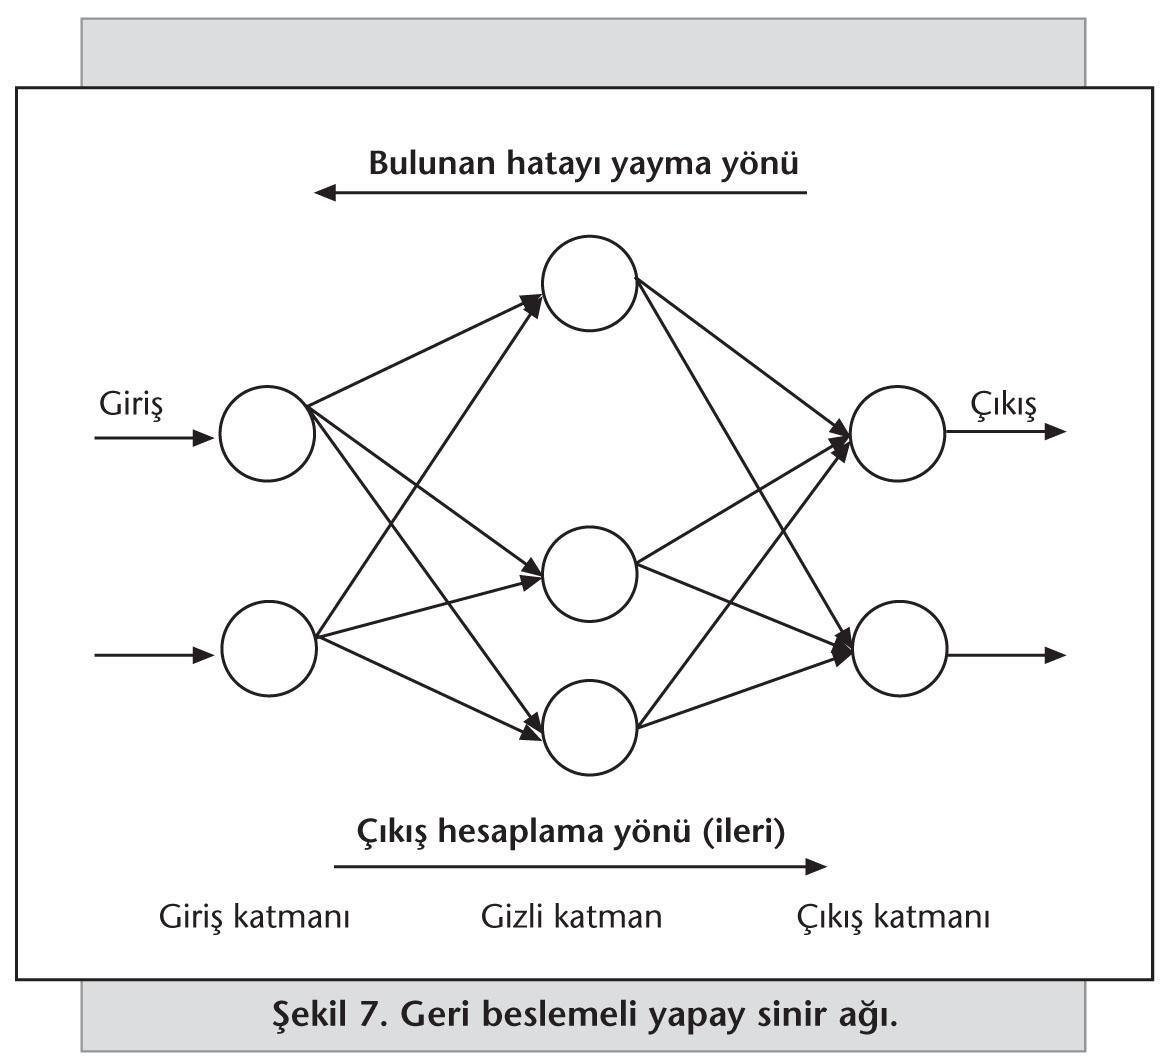 Bulunan hatayı yayma yönü
Giriş
Çıkış
Çıkış hesaplama yönü (ileri)
Giriş katmanı
Gizli katman
Çıkış katmanı
Şekil 7. Geri beslemeli yapay sinir ağı.